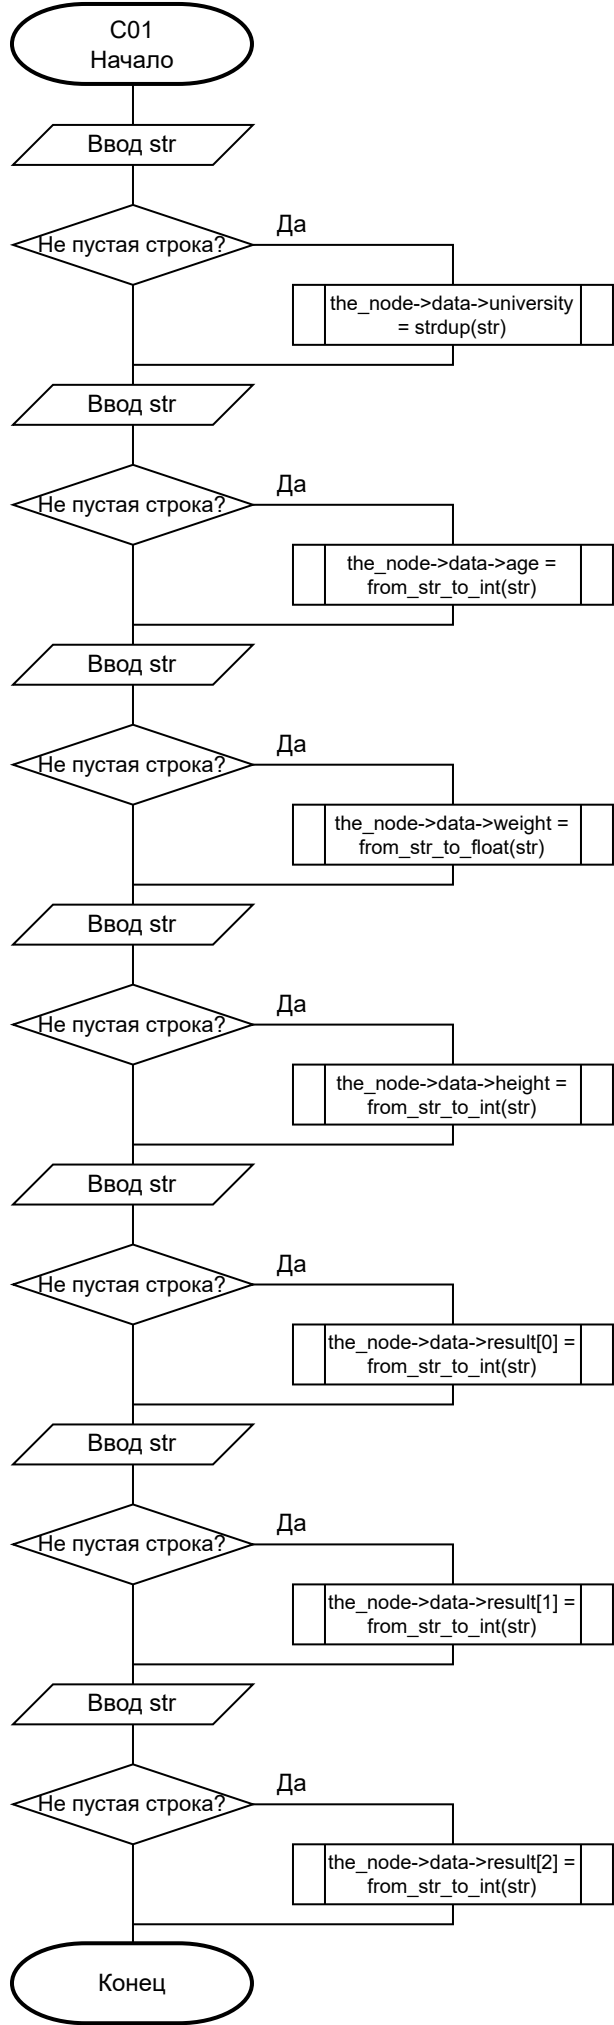 C01
Начало
Ввод str
Не пустая строка?
Да
the_node->data->university
= strdup(str)
Ввод str
Не пустая строка?
Да
the_node->data->age =
from_str_to_int(str)
Ввод str
Не пустая строка?
Да
the_node->data->weight =
from_str_to_float(str)
Ввод str
Не пустая строка?
Да
the_node->data->height =
from_str_to_int(str)
Ввод str
Не пустая строка?
Да
the_node->data->result[0] =
from_str_to_int(str)
Ввод str
Не пустая строка?
Да
the_node->data->result[1] =
from_str_to_int(str)
Ввод str
Не пустая строка?
Да
the_node->data->result[2] =
from_str_to_int(str)
Конец